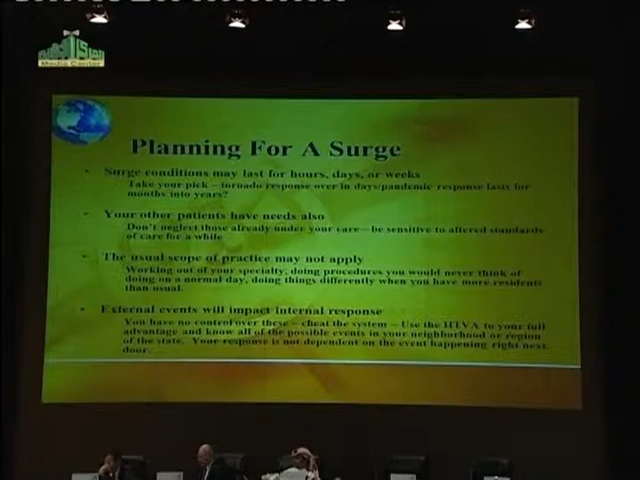 Media Center
Planning For A Surge
- Surge conditions may last for hours, days, or weeks
Take your pick – tornado response over in days/pandemic response lasts for
months into years?
- Your other patients have needs also
Don't neglect those already under your care – be sensitive to altered standards
of care for a while
- The usual scope of practice may not apply
Working out of your specialty, doing procedures you would never think of
doing on a normal day, doing things differently when you have more residents
than usual.
- External events will impact internal response
You have no control over these – cheat the system – Use the HTVA to your full
advantage and know all of the possible events in your neighborhood or region
of the state. Your response is not dependent on the event happening right next
door.